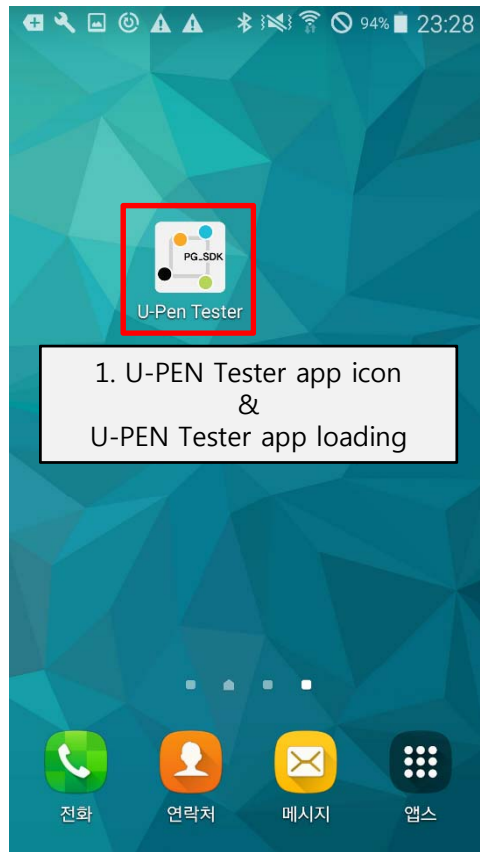 94% 23:28
PG_SDK
U-Pen Tester
1. U-PEN Tester app icon
&
U-PEN Tester app loading
전화 연락처 메시지 앱스